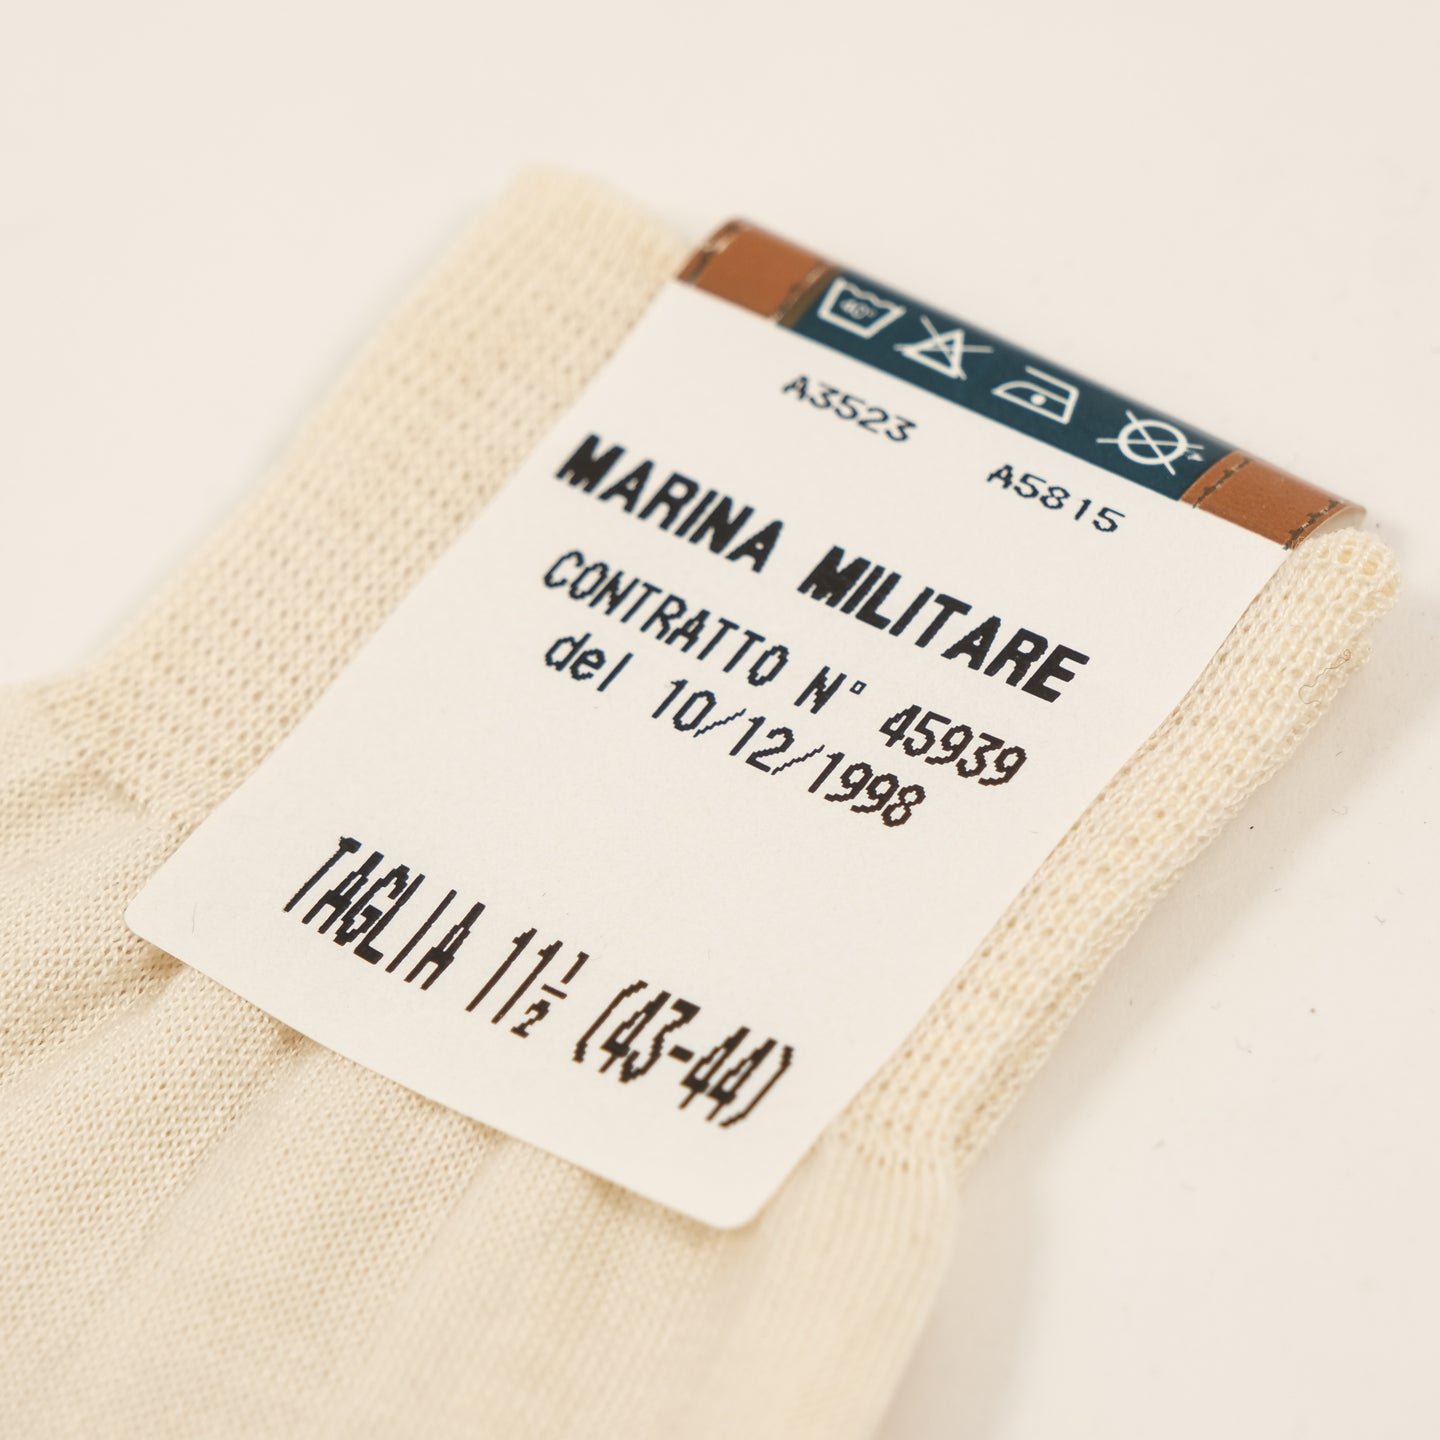 A3523 A5815
MARINA MILITARE
CONTRATTO N° 45939
del 10/12/1998
TAGLIA 11½ (43-44)